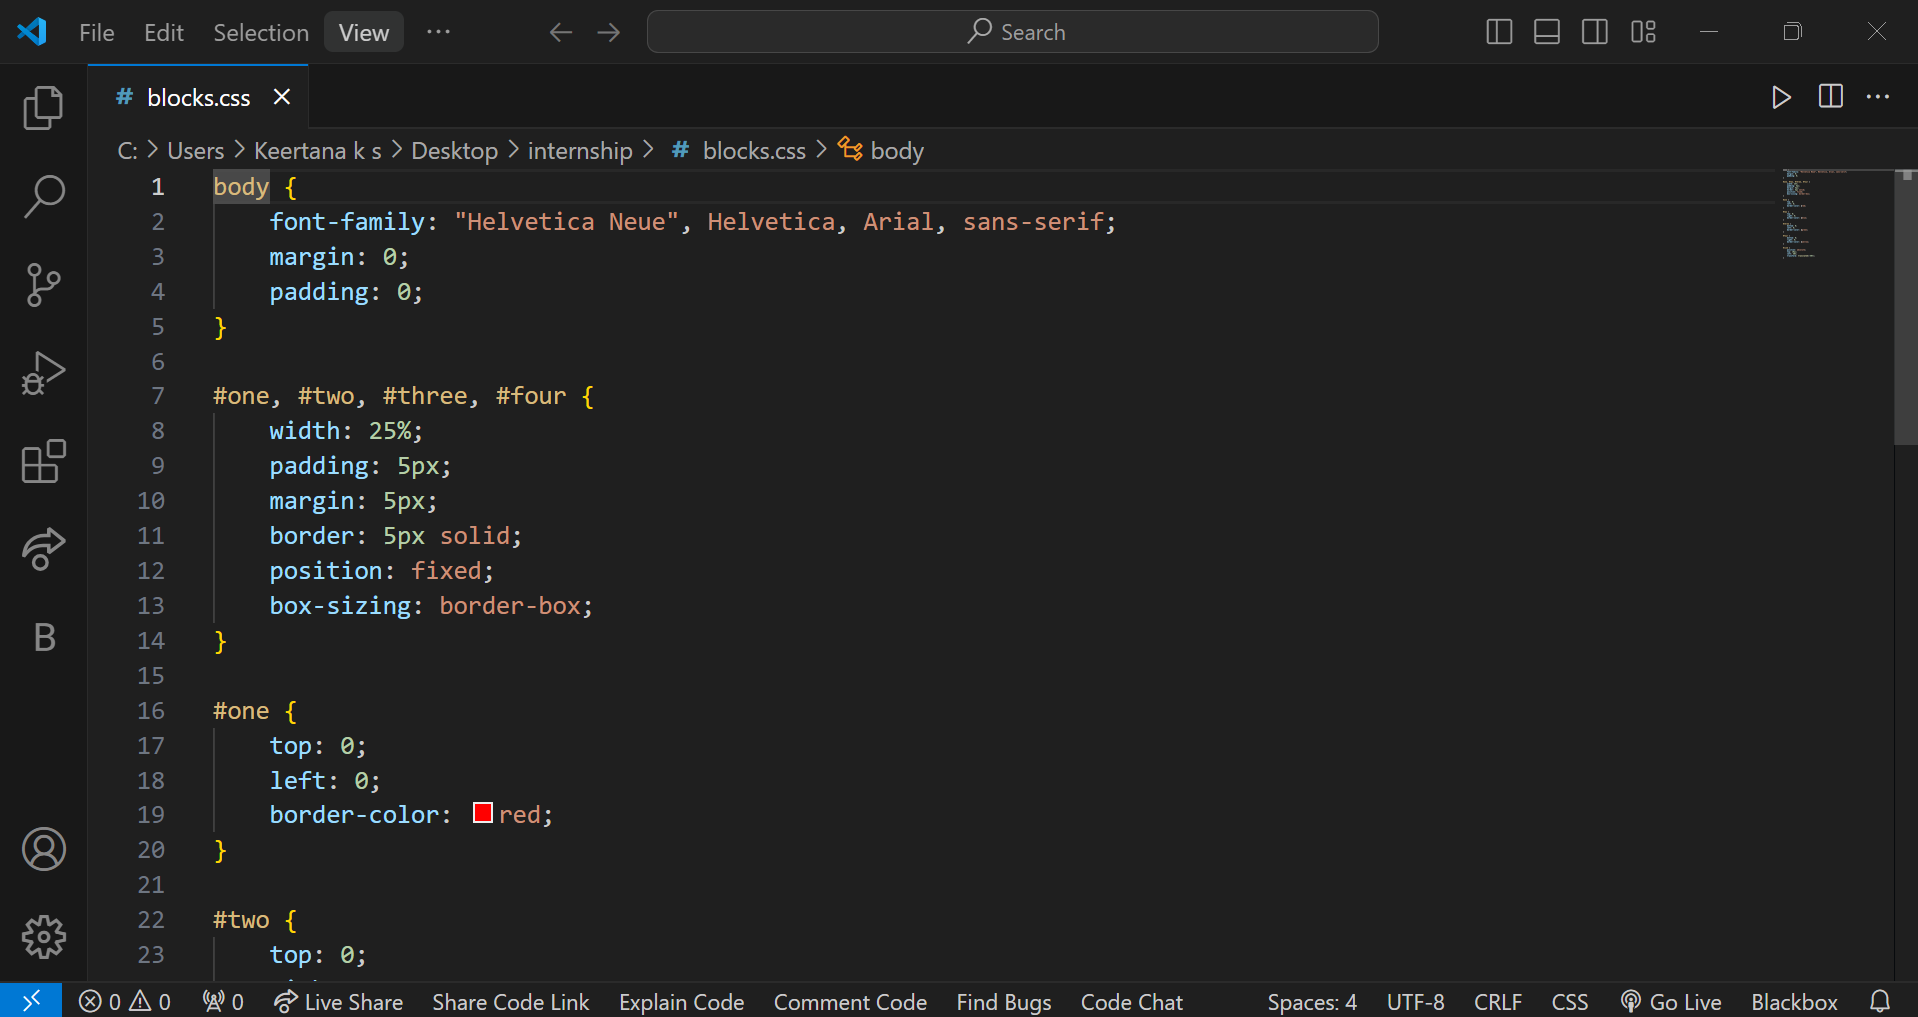 File Edit Selection View ··· Search
# blocks.css
C: > Users > Keertana k s > Desktop > internship > # blocks.css > body
1 body {
2 font-family: "Helvetica Neue", Helvetica, Arial, sans-serif;
3 margin: 0;
4 padding: 0;
5 }
6
7 #one, #two, #three, #four {
8 width: 25%;
9 padding: 5px;
10 margin: 5px;
11 border: 5px solid;
12 position: fixed;
13 box-sizing: border-box;
14 }
15
16 #one {
17 top: 0;
18 left: 0;
19 border-color: red;
20 }
21
22 #two {
23 top: 0;
B
0 0 0 Live Share Share Code Link Explain Code Comment Code Find Bugs Code Chat Spaces: 4 UTF-8 CRLF CSS Go Live Blackbox